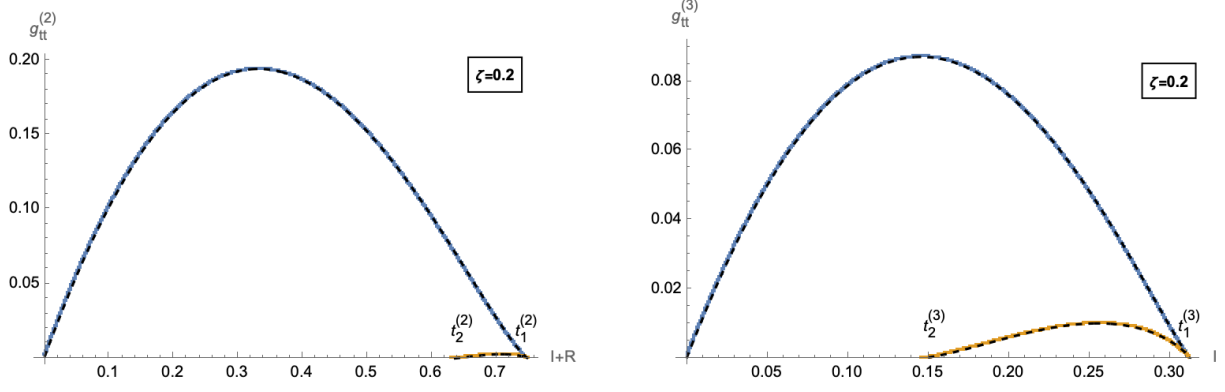 g_tt^(2)
0.20
ζ=0.2
0.15
0.10
0.05
t_2^(2) t_1^(2)
0.1 0.2 0.3 0.4 0.5 0.6 0.7 I+R
g_tt^(3)
0.08
ζ=0.2
0.06
0.04
0.02
t_2^(3) t_1^(3)
0.05 0.10 0.15 0.20 0.25 0.30 I